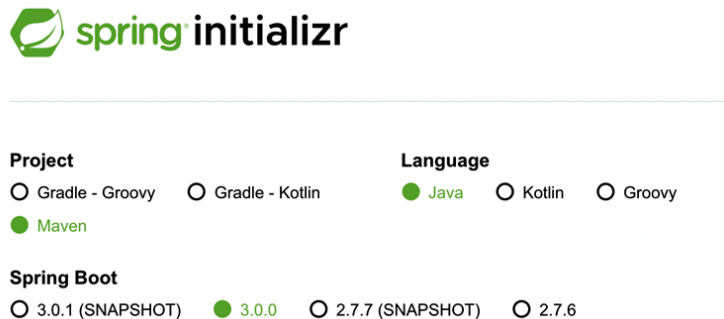 spring initializr
Project
Gradle - Groovy Gradle - Kotlin
Maven
Language
Java Kotlin Groovy
Spring Boot
3.0.1 (SNAPSHOT) 3.0.0 2.7.7 (SNAPSHOT) 2.7.6